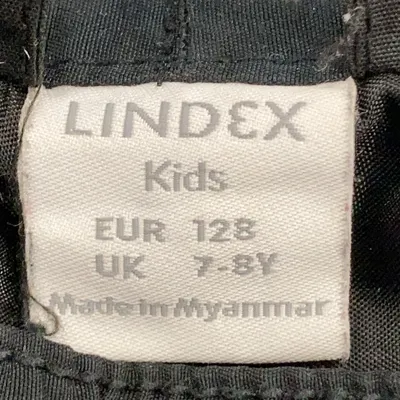 LINDEX
Kids
EUR 128
UK 7-8Y
Made in Myanmar